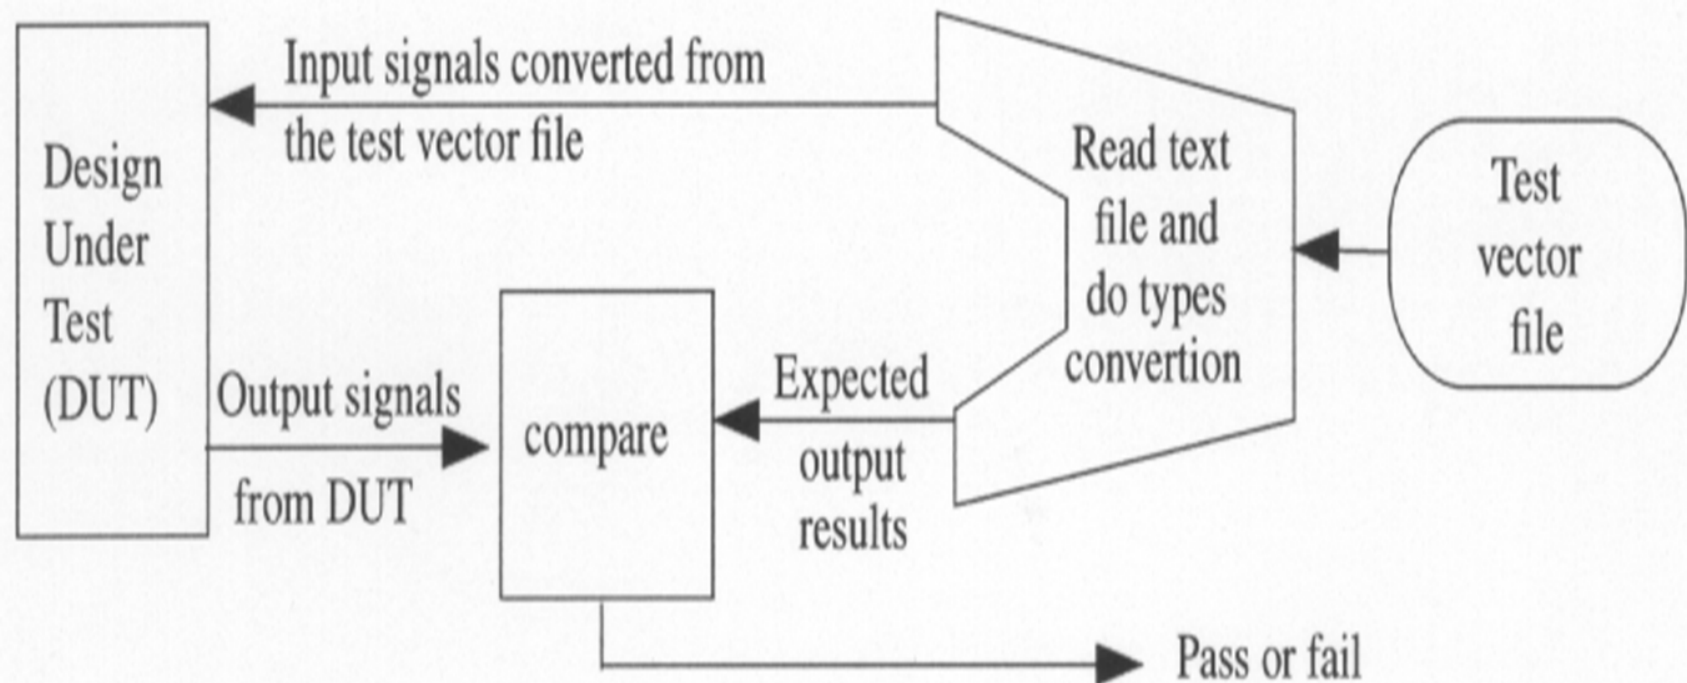 Input signals converted from
the test vector file
Design
Under
Test
(DUT)
Output signals
from DUT
compare
Expected
output
results
Read text
file and
do types
convertion
Test
vector
file
Pass or fail